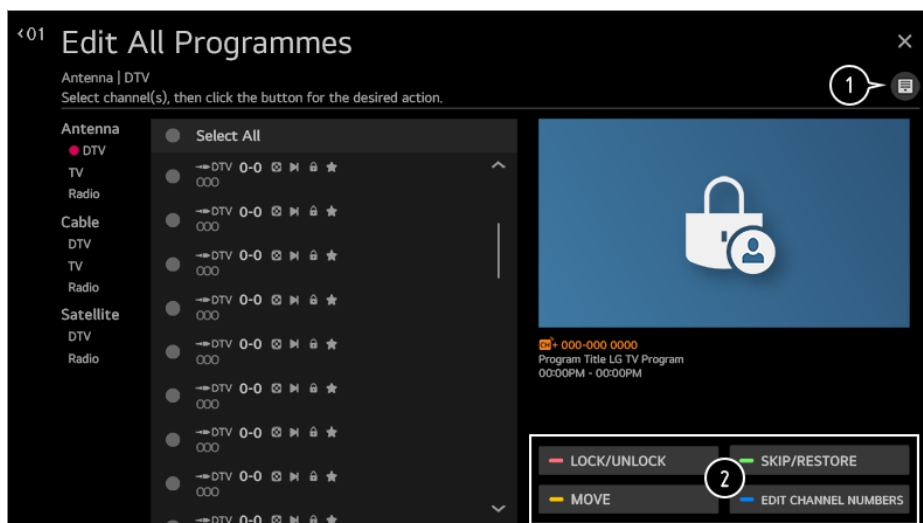 ‹01 Edit All Programmes
Antenna | DTV
Select channel(s), then click the button for the desired action.
1
Antenna
DTV
TV
Radio
Cable
DTV
TV
Radio
Satellite
DTV
Radio
Select All
DTV 0-0
000
DTV 0-0
000
DTV 0-0
000
DTV 0-0
000
DTV 0-0
000
DTV 0-0
000
DTV 0-0
000
DTV 0-0
000
DTV 0-0
CH+ 000-000 0000
Program Title LG TV Program
00:00PM - 00:00PM
LOCK/UNLOCK
SKIP/RESTORE
2
MOVE
EDIT CHANNEL NUMBERS